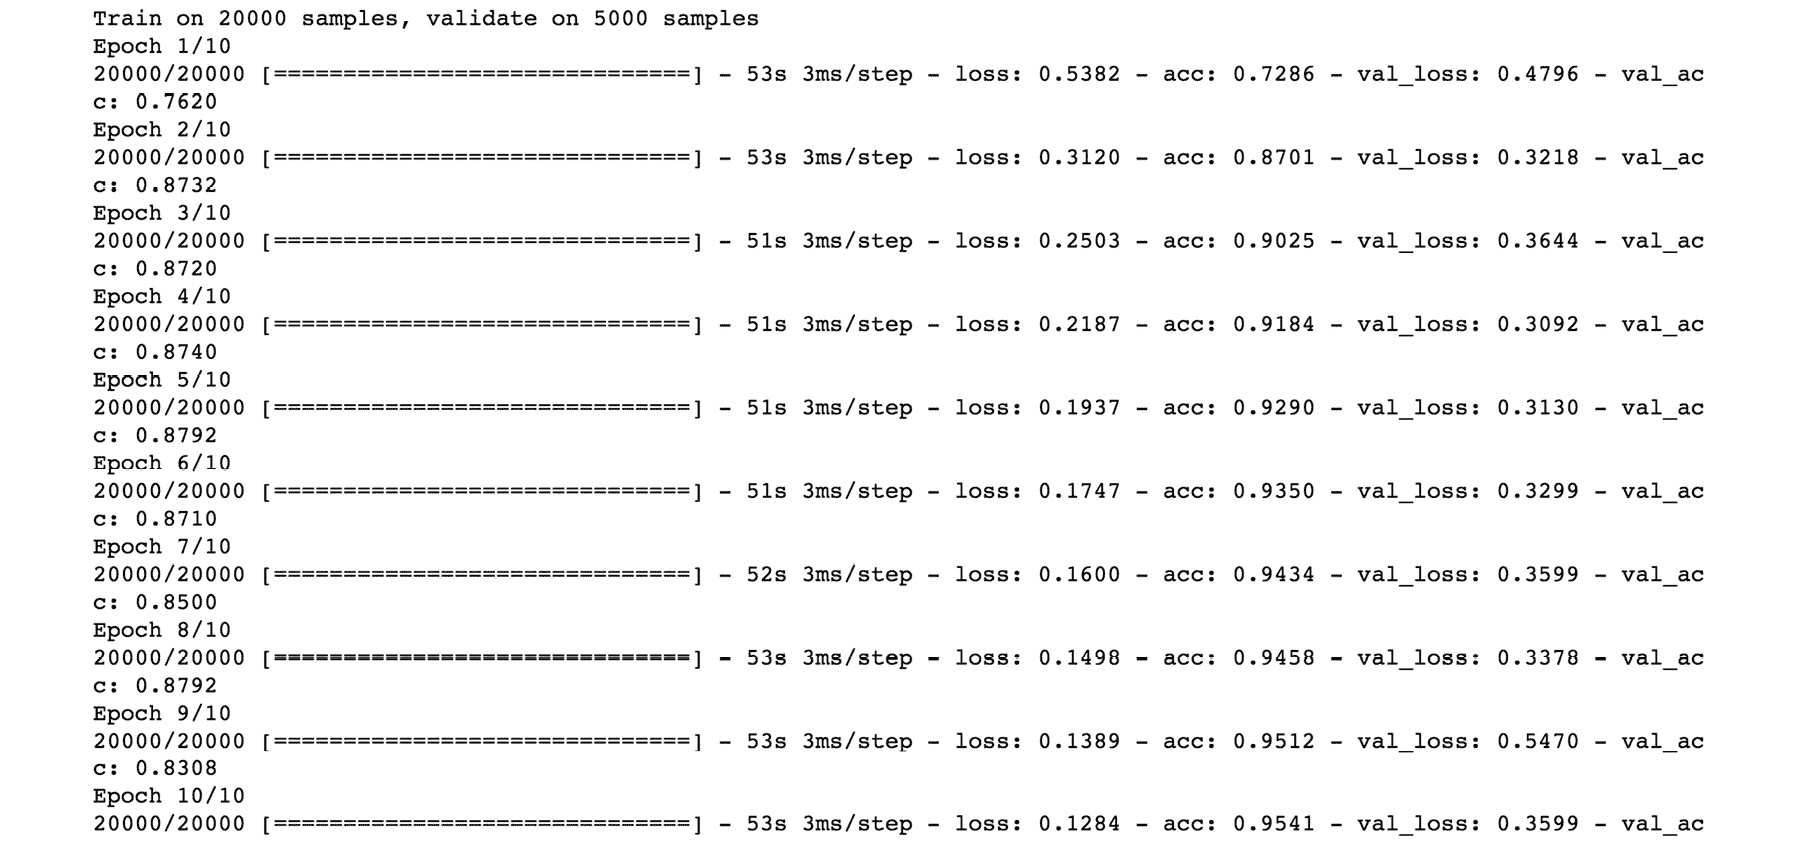 Train on 20000 samples, validate on 5000 samples
Epoch 1/10
20000/20000 [==============================] - 53s 3ms/step - loss: 0.5382 - acc: 0.7286 - val_loss: 0.4796 - val_ac
c: 0.7620
Epoch 2/10
20000/20000 [==============================] - 53s 3ms/step - loss: 0.3120 - acc: 0.8701 - val_loss: 0.3218 - val_ac
c: 0.8732
Epoch 3/10
20000/20000 [==============================] - 51s 3ms/step - loss: 0.2503 - acc: 0.9025 - val_loss: 0.3644 - val_ac
c: 0.8720
Epoch 4/10
20000/20000 [==============================] - 51s 3ms/step - loss: 0.2187 - acc: 0.9184 - val_loss: 0.3092 - val_ac
c: 0.8740
Epoch 5/10
20000/20000 [==============================] - 51s 3ms/step - loss: 0.1937 - acc: 0.9290 - val_loss: 0.3130 - val_ac
c: 0.8792
Epoch 6/10
20000/20000 [==============================] - 51s 3ms/step - loss: 0.1747 - acc: 0.9350 - val_loss: 0.3299 - val_ac
c: 0.8710
Epoch 7/10
20000/20000 [==============================] - 52s 3ms/step - loss: 0.1600 - acc: 0.9434 - val_loss: 0.3599 - val_ac
c: 0.8500
Epoch 8/10
20000/20000 [==============================] - 53s 3ms/step - loss: 0.1498 - acc: 0.9458 - val_loss: 0.3378 - val_ac
c: 0.8792
Epoch 9/10
20000/20000 [==============================] - 53s 3ms/step - loss: 0.1389 - acc: 0.9512 - val_loss: 0.5470 - val_ac
c: 0.8308
Epoch 10/10
20000/20000 [==============================] - 53s 3ms/step - loss: 0.1284 - acc: 0.9541 - val_loss: 0.3599 - val_ac